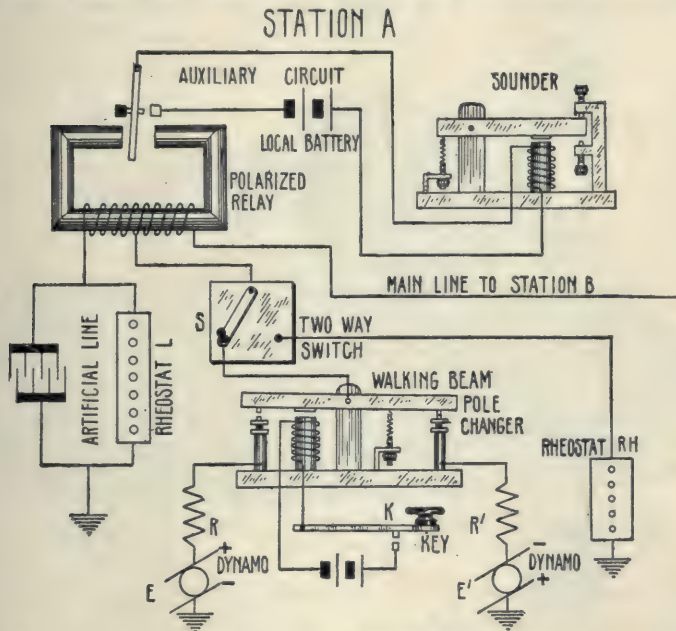 STATION A
AUXILIARY CIRCUIT
SOUNDER
LOCAL BATTERY
POLARIZED
RELAY
MAIN LINE TO STATION B
S
TWO WAY
SWITCH
ARTIFICIAL LINE
RHEOSTAT L
WALKING BEAM
POLE
CHANGER
RHEOSTAT RH
R
K
KEY
R'
+
DYNAMO
−
E
−
DYNAMO
+
E'